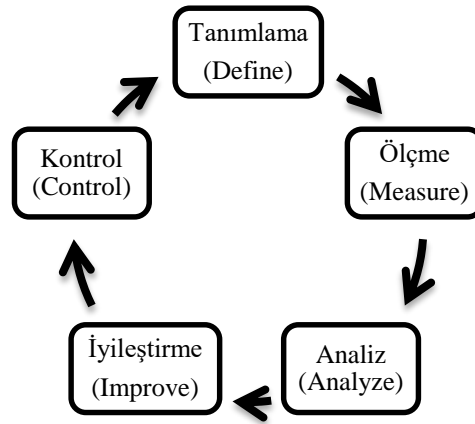 Tanımlama
(Define)
Ölçme
(Measure)
Analiz
(Analyze)
İyileştirme
(Improve)
Kontrol
(Control)